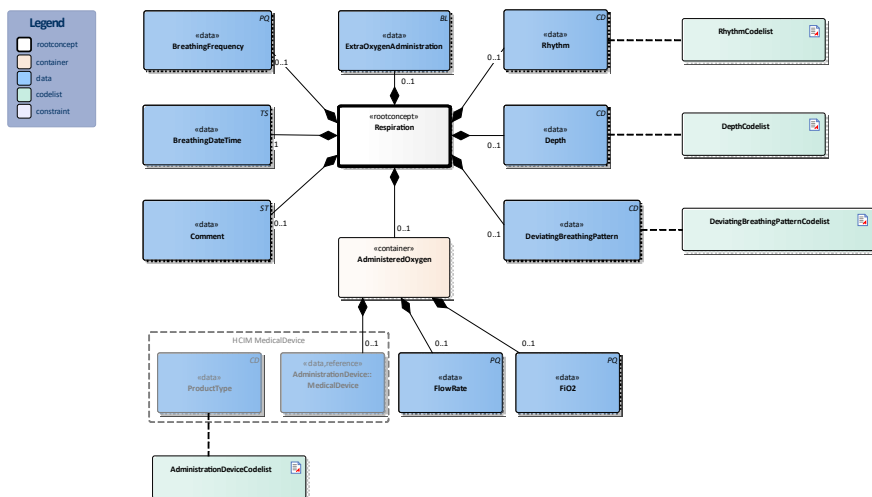 Legend
rootconcept
container
data
codelist
constraint
PQ
«data»
BreathingFrequency
0..1
BL
«data»
ExtraOxygenAdministration
0..1
CD
«data»
Rhythm
0..1
RhythmCodelist
TS
«data»
BreathingDateTime
1
«rootconcept»
Respiration
CD
«data»
Depth
0..1
DepthCodelist
ST
«data»
Comment
0..1
0..1
«container»
AdministeredOxygen
CD
«data»
DeviatingBreathingPattern
0..1
DeviatingBreathingPatternCodelist
HCIM MedicalDevice
CD
«data»
ProductType
0..1
«data,reference»
AdministrationDevice::
MedicalDevice
0..1
PQ
«data»
FlowRate
0..1
PQ
«data»
FiO2
AdministrationDeviceCodelist